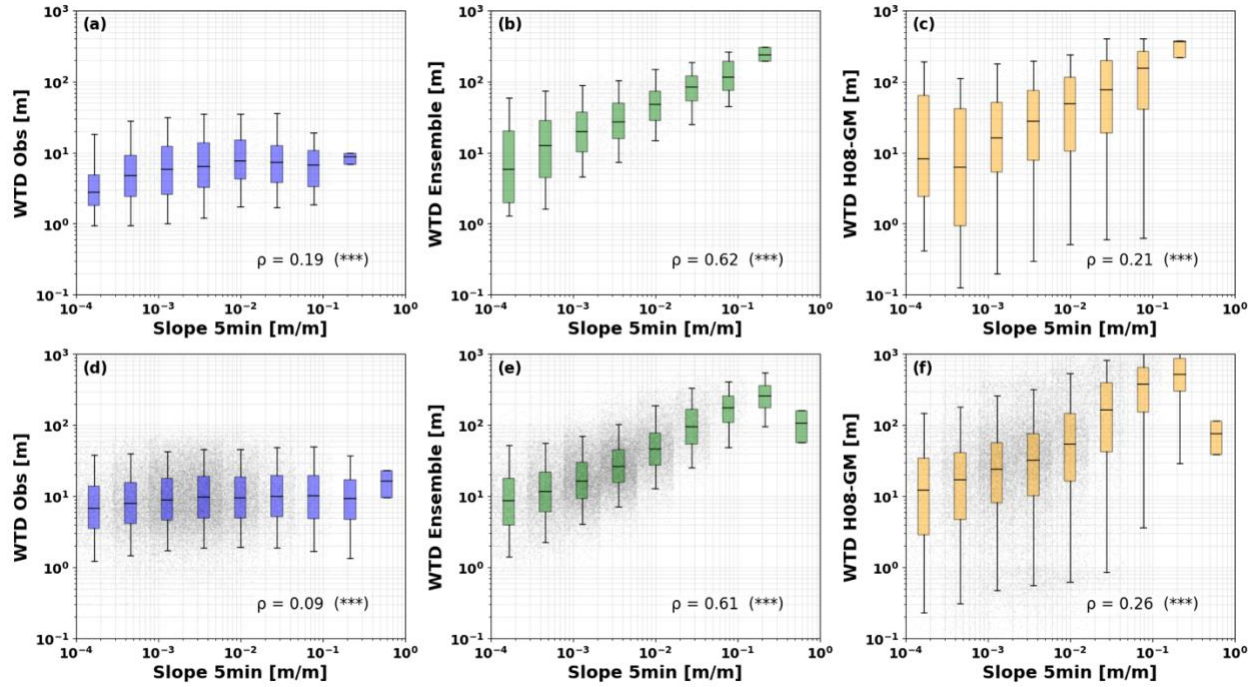 (a)
WTD Obs [m]
10³
10²
10¹
10⁰
10⁻¹
ρ = 0.19 (***)
10⁻⁴ 10⁻³ 10⁻² 10⁻¹ 10⁰
Slope 5min [m/m]
(b)
WTD Ensemble [m]
10³
10²
10¹
10⁰
10⁻¹
ρ = 0.62 (***)
10⁻⁴ 10⁻³ 10⁻² 10⁻¹ 10⁰
Slope 5min [m/m]
(c)
WTD H08-GM [m]
10³
10²
10¹
10⁰
10⁻¹
ρ = 0.21 (***)
10⁻⁴ 10⁻³ 10⁻² 10⁻¹ 10⁰
Slope 5min [m/m]
(d)
WTD Obs [m]
10³
10²
10¹
10⁰
10⁻¹
ρ = 0.09 (***)
10⁻⁴ 10⁻³ 10⁻² 10⁻¹ 10⁰
Slope 5min [m/m]
(e)
WTD Ensemble [m]
10³
10²
10¹
10⁰
10⁻¹
ρ = 0.61 (***)
10⁻⁴ 10⁻³ 10⁻² 10⁻¹ 10⁰
Slope 5min [m/m]
(f)
WTD H08-GM [m]
10³
10²
10¹
10⁰
10⁻¹
ρ = 0.26 (***)
10⁻⁴ 10⁻³ 10⁻² 10⁻¹ 10⁰
Slope 5min [m/m]